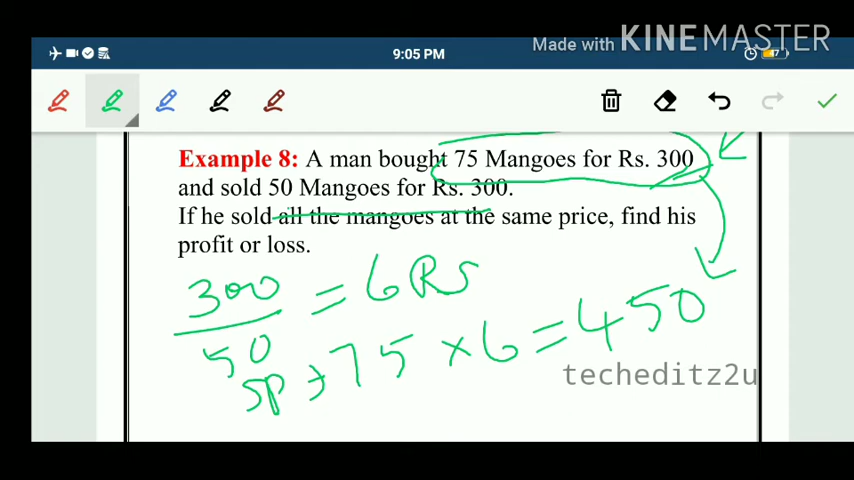 9:05 PM
Made with KINEMASTER
Example 8: A man bought 75 Mangoes for Rs. 300
and sold 50 Mangoes for Rs. 300.
If he sold all the mangoes at the same price, find his
profit or loss.
300/50 = 6 Rs
SP → 75 × 6 = 450
techeditz2u